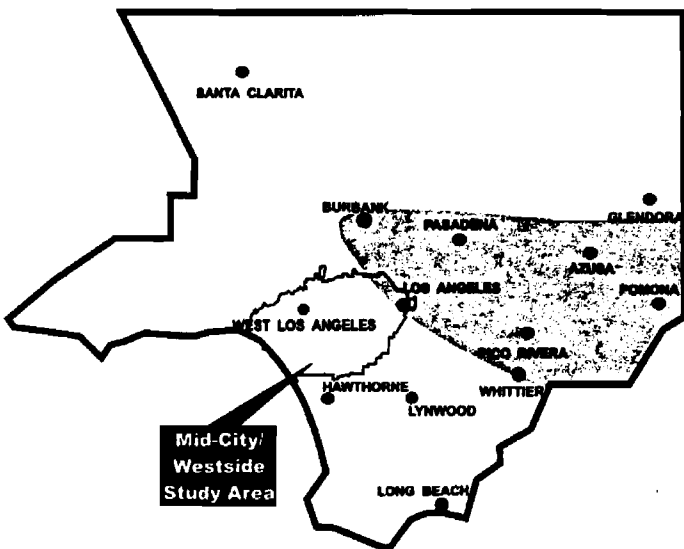 SANTA CLARITA
BURBANK
GLENDORA
PASADENA
AZUSA
LOS ANGELES
POMONA
WEST LOS ANGELES
PICO RIVERA
WHITTIER
HAWTHORNE
LYNWOOD
Mid-City/
Westside
Study Area
LONG BEACH